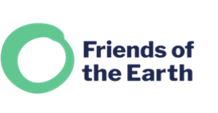 Friends of
the Earth